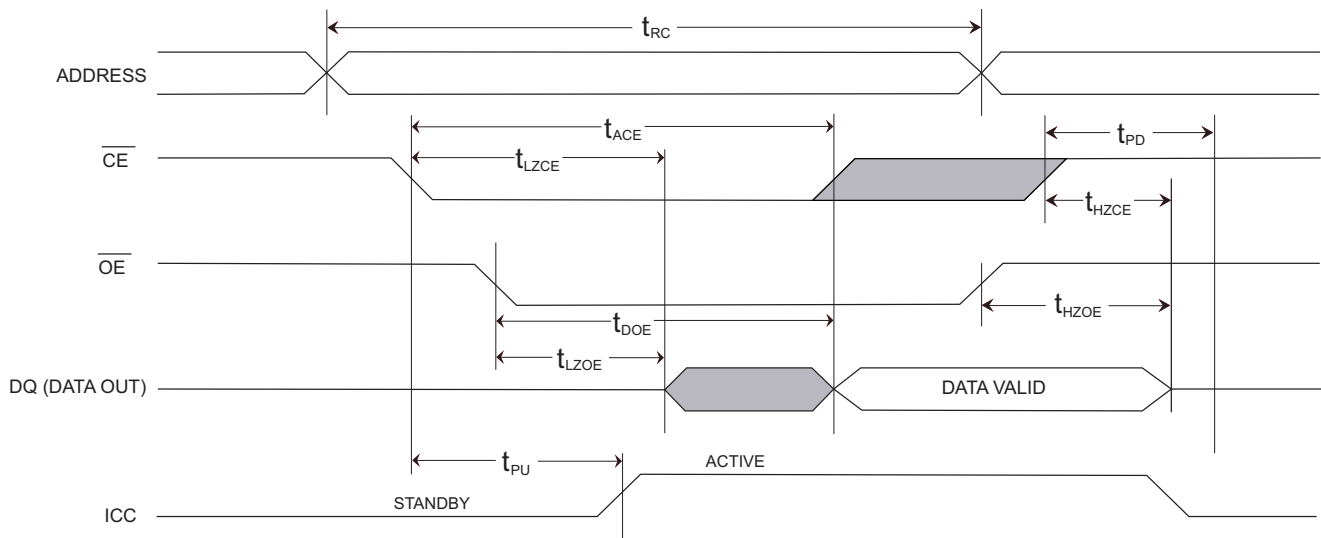 tRC
ADDRESS
tACE
tPD
CE
tLZCE
tHZCE
OE
tHZOE
tDOE
tLZOE
DQ (DATA OUT)
DATA VALID
tPU
ACTIVE
STANDBY
ICC